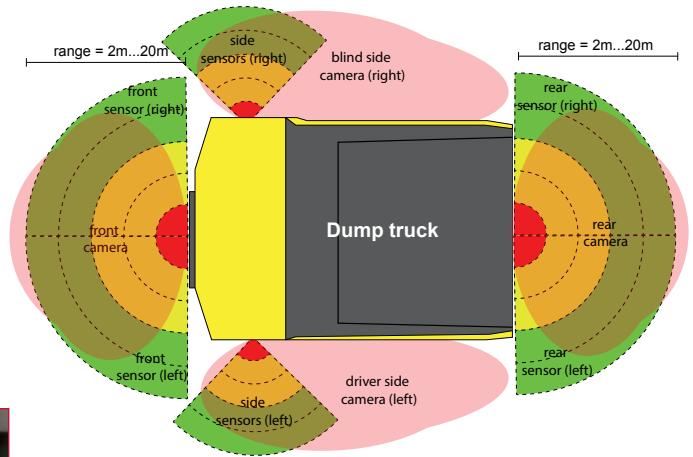 range = 2m...20m
side
sensors (right)
blind side
camera (right)
range = 2m...20m
front
sensor (right)
rear
sensor (right)
front
camera
Dump truck
rear
camera
front
sensor (left)
rear
sensor (left)
driver side
camera (left)
side
sensors (left)